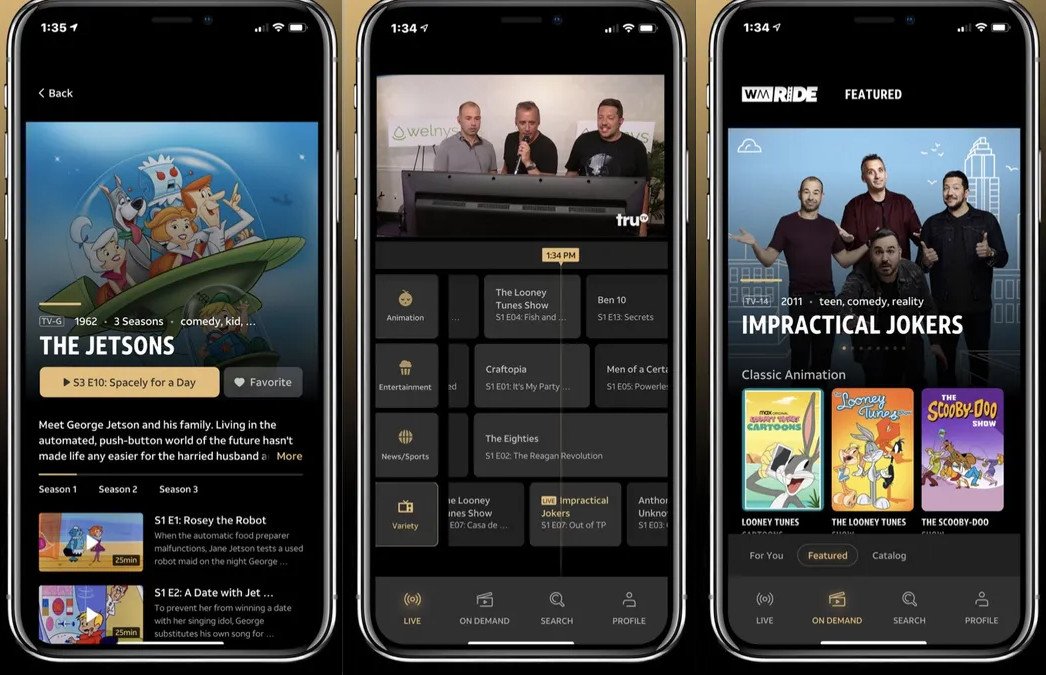 1:35
Back
TV-G 1962 · 3 Seasons · comedy, kid, ...
THE JETSONS
S3 E10: Spacely for a Day
Favorite
Meet George Jetson and his family. Living in the
automated, push-button world of the future hasn't
made life any easier for the harried husband a
More
Season 1
Season 2
Season 3
S1 E1: Rosey the Robot
When the automatic food preparer
malfunctions, Jane Jetson tests a used
robot maid on the night George ...
25min
S1 E2: A Date with Jet ...
To prevent her from winning a date
with her singing idol, George
substitutes his own song for ...
25min
1:34
welnys
truTV
1:34 PM
Animation
...
The Looney
Tunes Show
S1 E04: Fish and ...
Ben 10
S1 E13: Secrets
Entertainment
ed
Craftopia
S1 E01: It's My Party ...
Men of a Certa
S1 E05: Powerles
News/Sports
The Eighties
S1 E02: The Reagan Revolution
Variety
e Looney
nes Show
E07: Casa de ...
LIVE Impractical
Jokers
S1 E07: Out of TP
Anthon
Unkno
S1 E03:
LIVE
ON DEMAND
SEARCH
PROFILE
1:34
WM RIDE
FEATURED
TV-14 2011 · teen, comedy, reality
IMPRACTICAL JOKERS
Classic Animation
max ORIGINAL
LOONEY TUNES
CARTOONS
The
Looney
Tunes
Show
THE
SCOOBY-DOO
SHOW
LOONEY TUNES
THE LOONEY TUNES
THE SCOOBY-DOO
For You
Featured
Catalog
LIVE
ON DEMAND
SEARCH
PROFILE